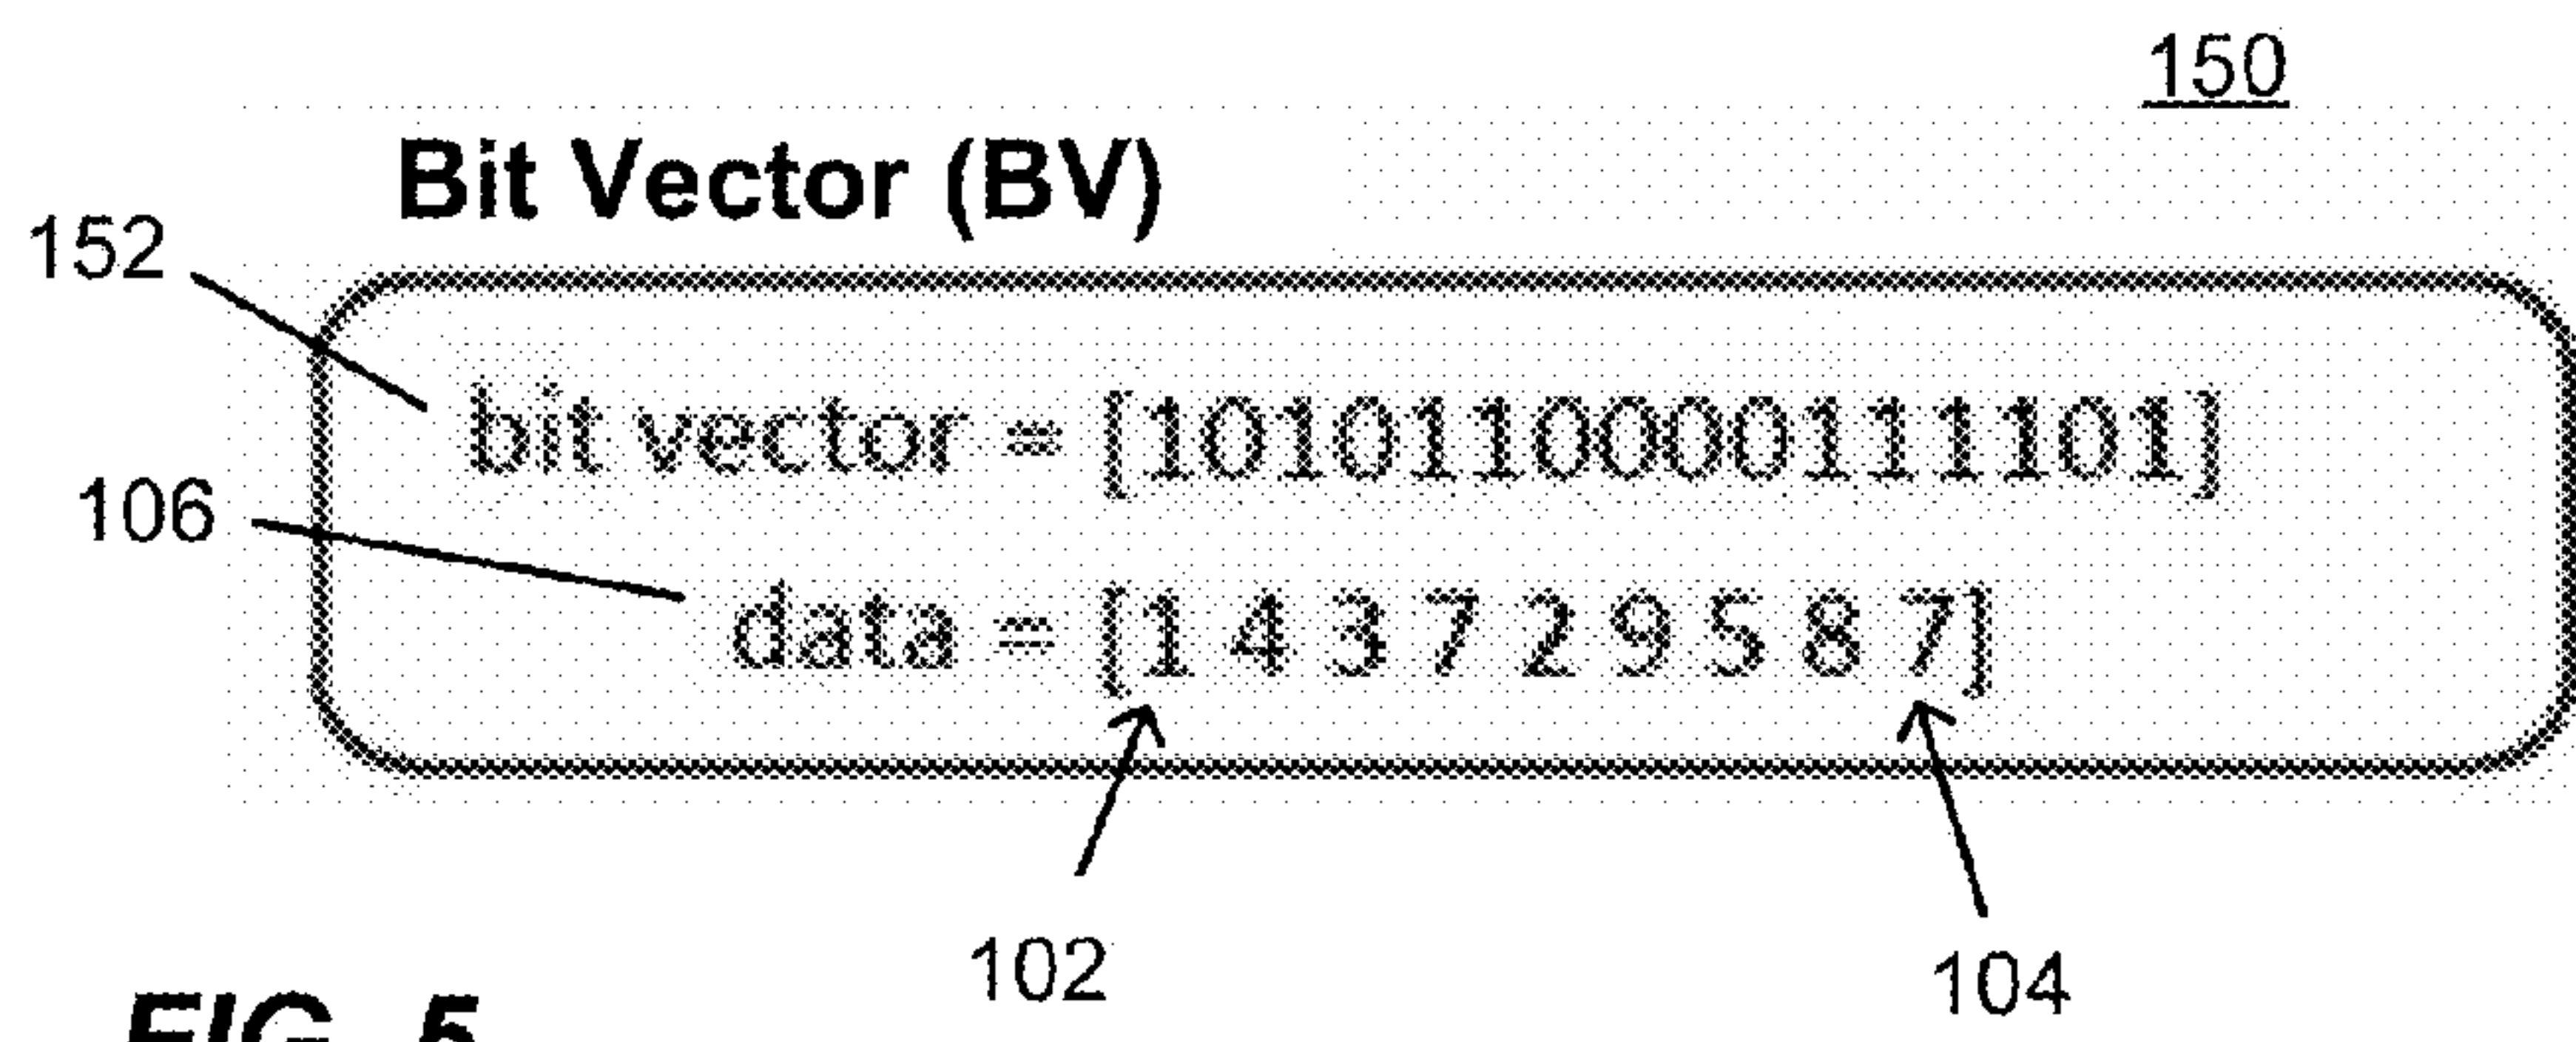 150
Bit Vector (BV)
152
bit vector = [1010110000111101]
106
data = [1 4 3 7 2 9 5 8 7]
102
104
FIG. 5